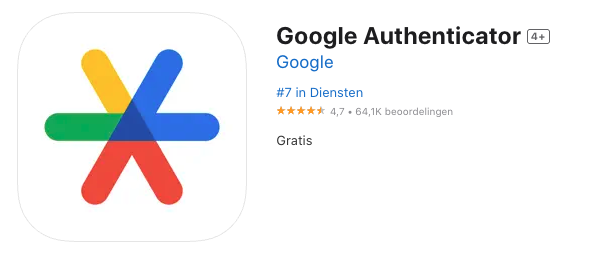 Google Authenticator 4+
Google
#7 in Diensten
4,7 • 64,1K beoordelingen
Gratis